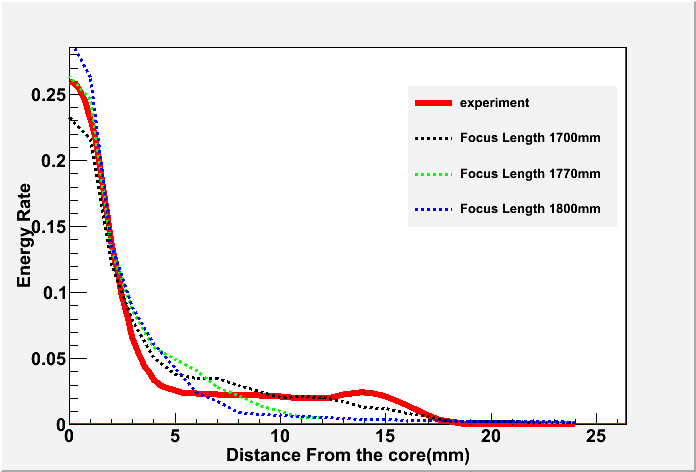 0.25
0.2
0.15
0.1
0.05
0
Energy Rate
experiment
Focus Length 1700mm
Focus Length 1770mm
Focus Length 1800mm
0 5 10 15 20 25
Distance From the core(mm)